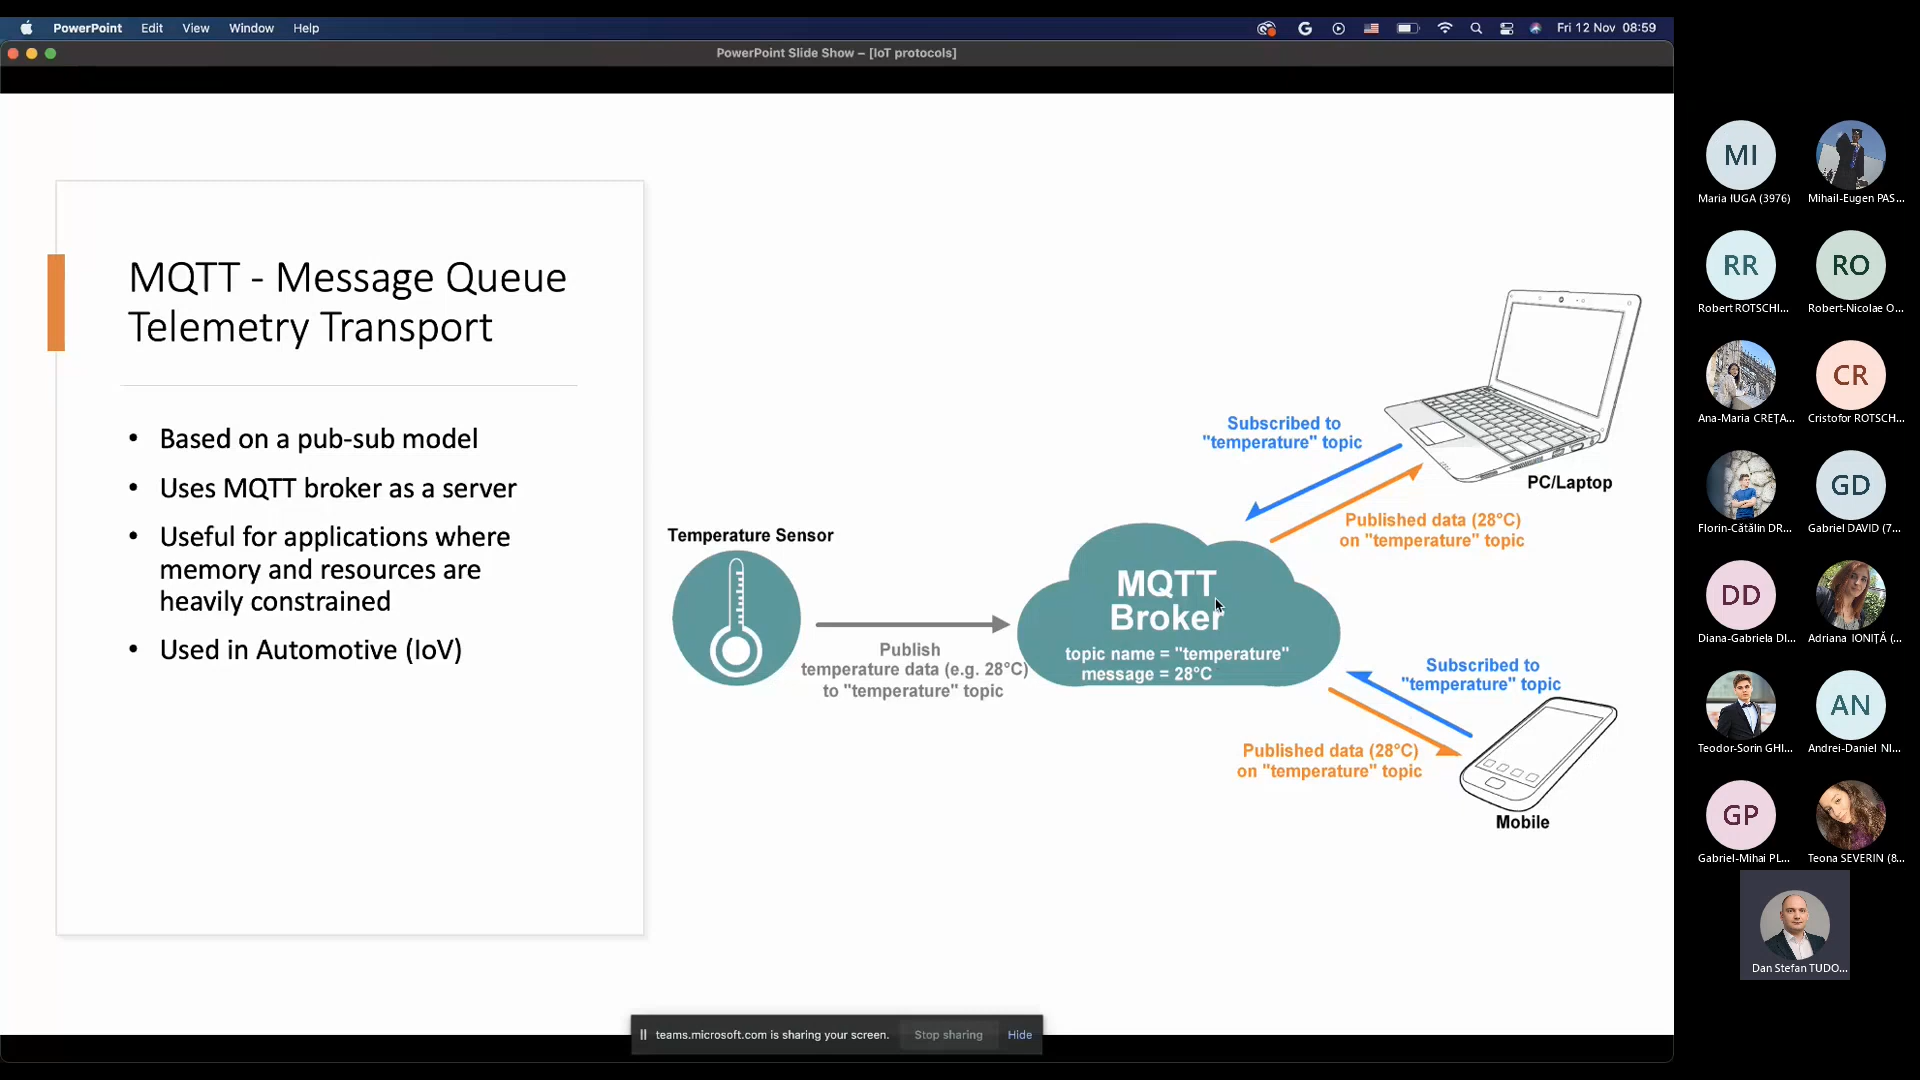 PowerPoint Edit View Window Help
Fri 12 Nov 08:59
PowerPoint Slide Show – [IoT protocols]
MQTT - Message Queue
Telemetry Transport
• Based on a pub-sub model
• Uses MQTT broker as a server
• Useful for applications where
memory and resources are
heavily constrained
• Used in Automotive (IoV)
Temperature Sensor
Publish
temperature data (e.g. 28°C)
to "temperature" topic
MQTT
Broker
topic name = "temperature"
message = 28°C
Subscribed to
"temperature" topic
PC/Laptop
Published data (28°C)
on "temperature" topic
Subscribed to
"temperature" topic
Published data (28°C)
on "temperature" topic
Mobile
teams.microsoft.com is sharing your screen. Stop sharing Hide
MI
Maria IUGA (3976)
Mihail-Eugen PAS...
RR
Robert ROTSCHI...
RO
Robert-Nicolae O...
Ana-Maria CREȚA...
CR
Cristofor ROTSCH...
Florin-Cătălin DR...
GD
Gabriel DAVID (7...
DD
Diana-Gabriela DI...
Adriana IONIȚĂ (...
Teodor-Sorin GHI...
AN
Andrei-Daniel NI...
GP
Gabriel-Mihai PL...
Teona SEVERIN (8...
Dan Stefan TUDO...